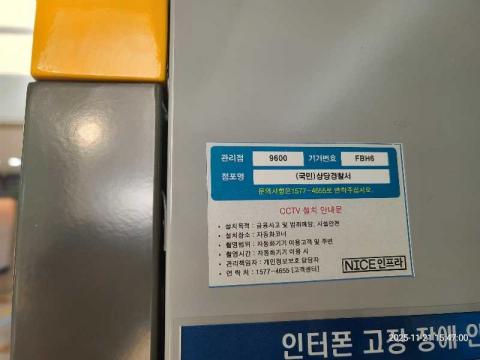 관리점 9600 기기번호 FBH6
점포명 (국민)상당경찰서
문의사항은1577-4655로 연락주십시오.
CCTV 설치 안내문
• 설치목적 : 금융사고 및 범죄예방, 시설안전
• 설치장소 : 자동화코너
• 촬영범위 : 자동화기기 이용고객 및 주변
• 촬영시간 : 자동화기기 이용 시
• 관리책임자 : 개인정보보호 담당자
• 연 락 처 : 1577-4655 [고객센터]
NICE인프라
2025-11-21 15:47:00
인터폰 고장 장애 인